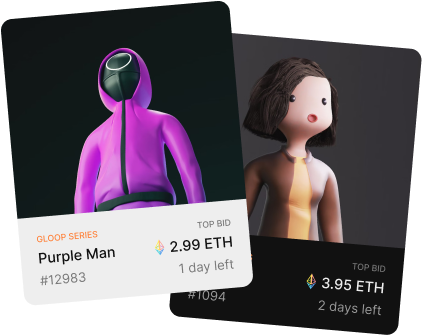 GLOOP SERIES
Purple Man
#12983
TOP BID
2.99 ETH
1 day left
#1094
TOP BID
3.95 ETH
2 days left